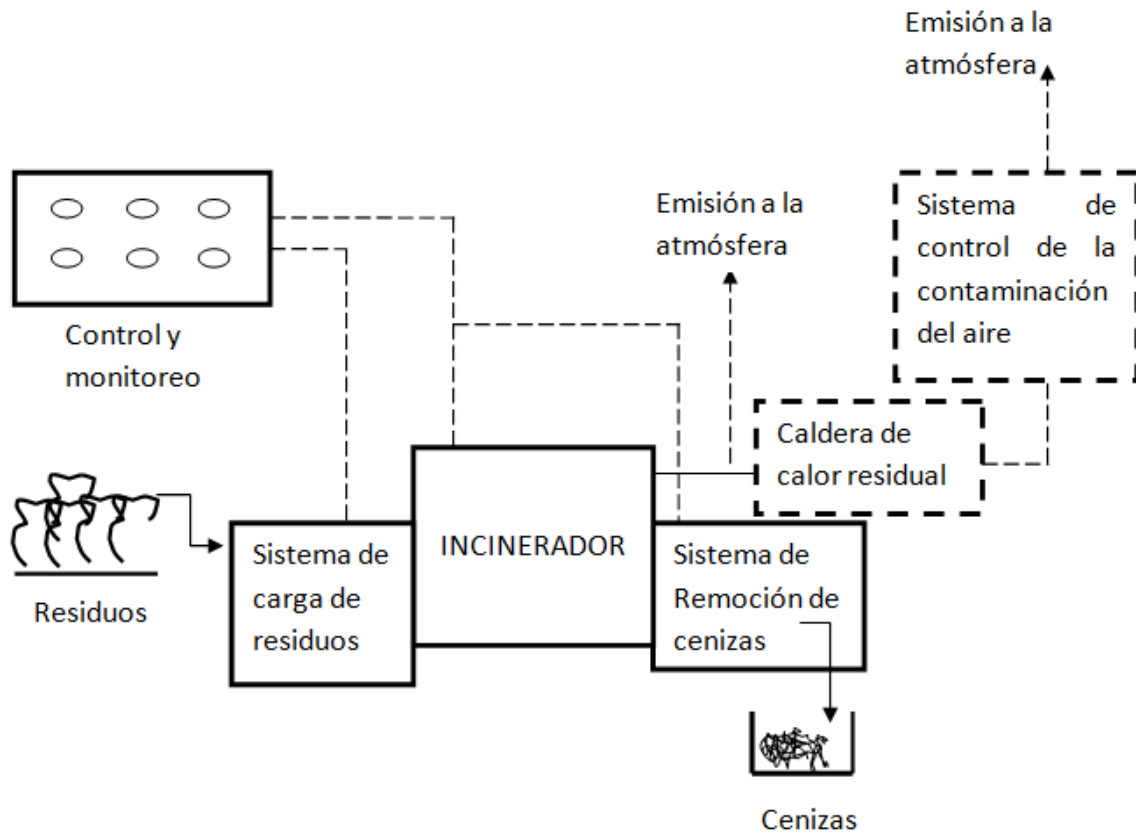 Emisión a la
atmósfera
Emisión a la
atmósfera
Sistema de
control de la
contaminación
del aire
Control y
monitoreo
Caldera de
calor residual
Residuos
Sistema de
carga de
residuos
INCINERADOR
Sistema de
Remoción de
cenizas
Cenizas